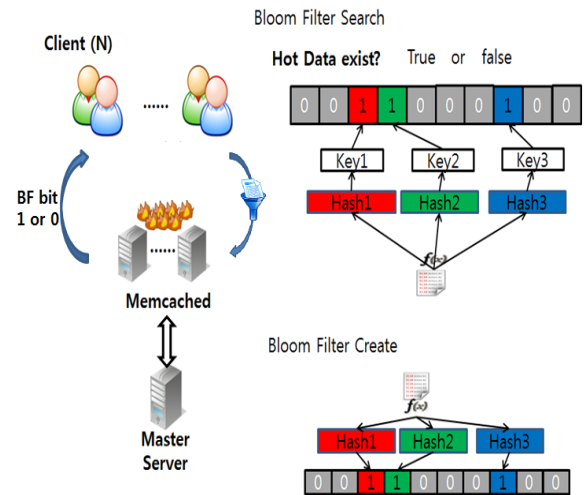 Client (N)
......
......
BF bit
1 or 0
Memcached
Master
Server
Bloom Filter Search
Hot Data exist? True or false
0 0 1 1 0 0 0 1 0 0
Key1 Key2 Key3
Hash1 Hash2 Hash3
f(x)
Bloom Filter Create
f(x)
Hash1 Hash2 Hash3
0 0 1 1 0 0 0 1 0 0